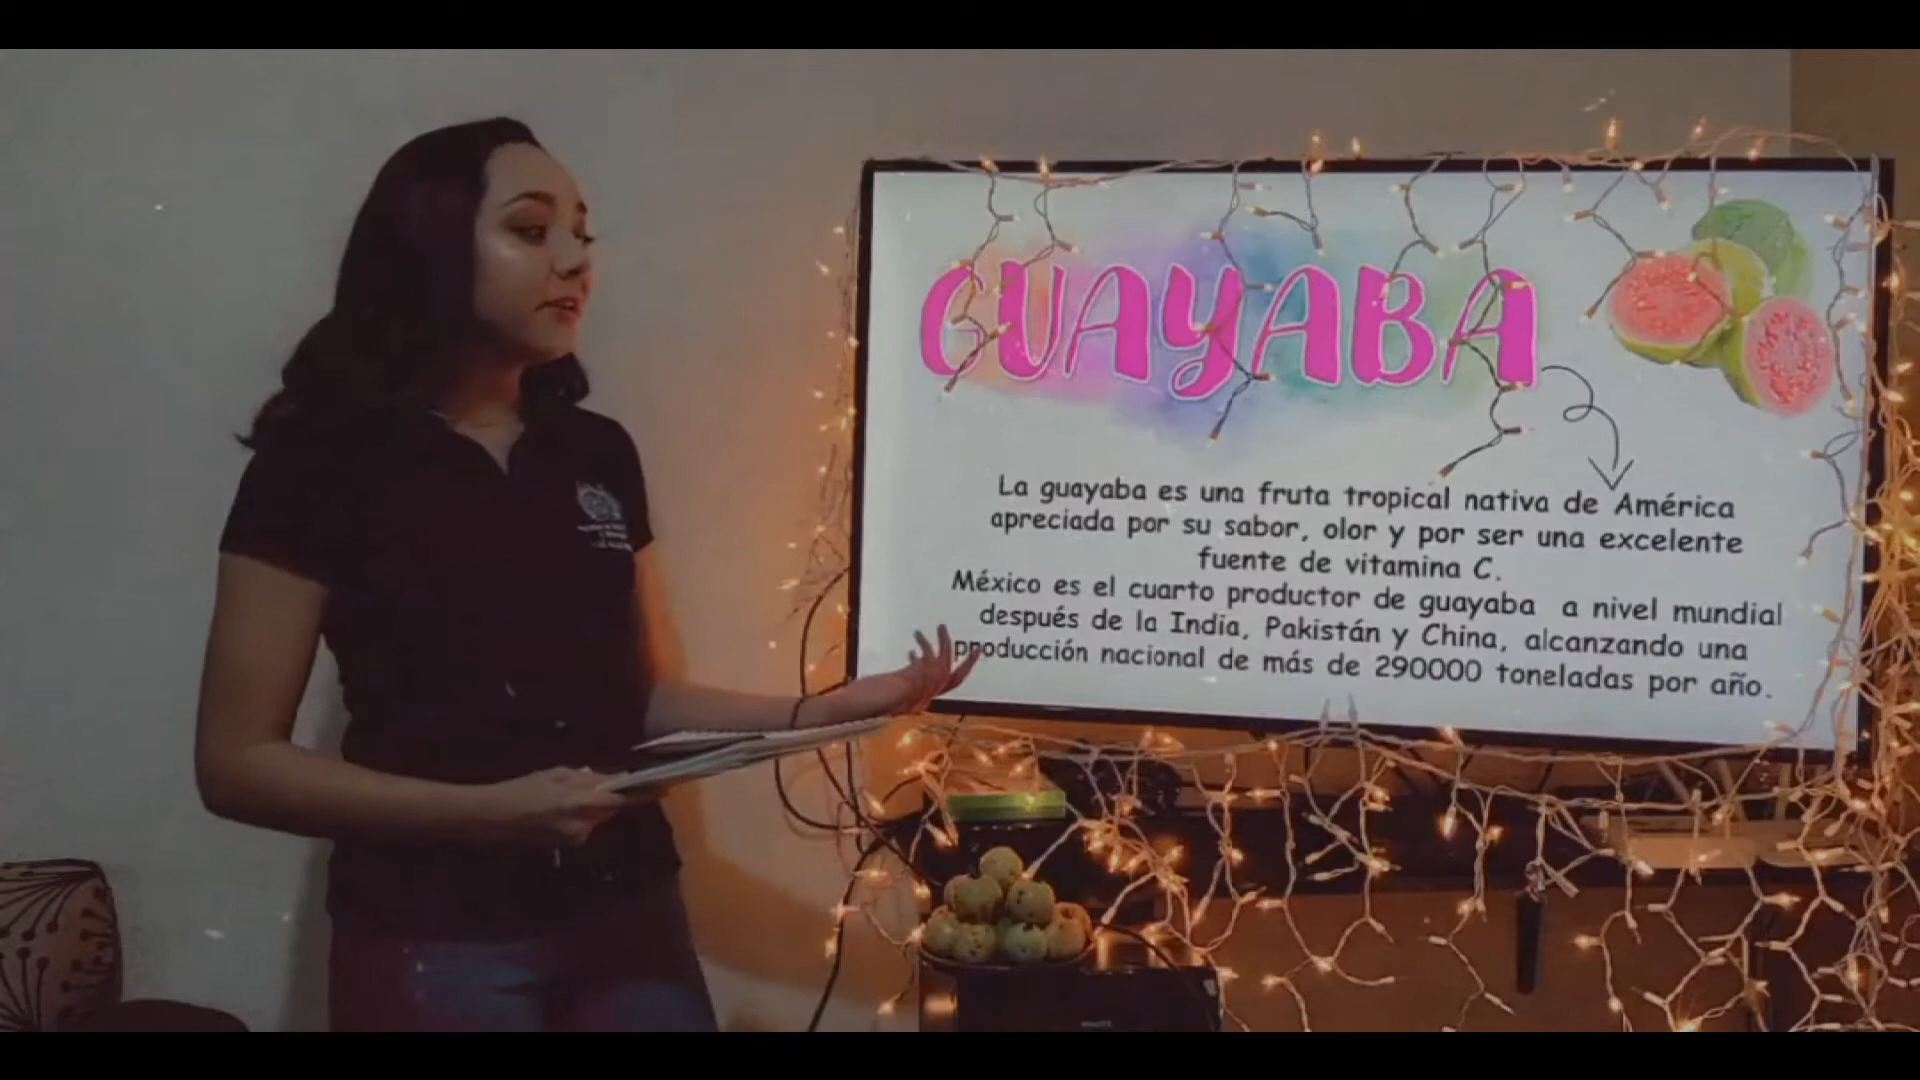 GUAYABA
La guayaba es una fruta tropical nativa de América
apreciada por su sabor, olor y por ser una excelente
fuente de vitamina C.
México es el cuarto productor de guayaba a nivel mundial
después de la India, Pakistán y China, alcanzando una
producción nacional de más de 290000 toneladas por año.